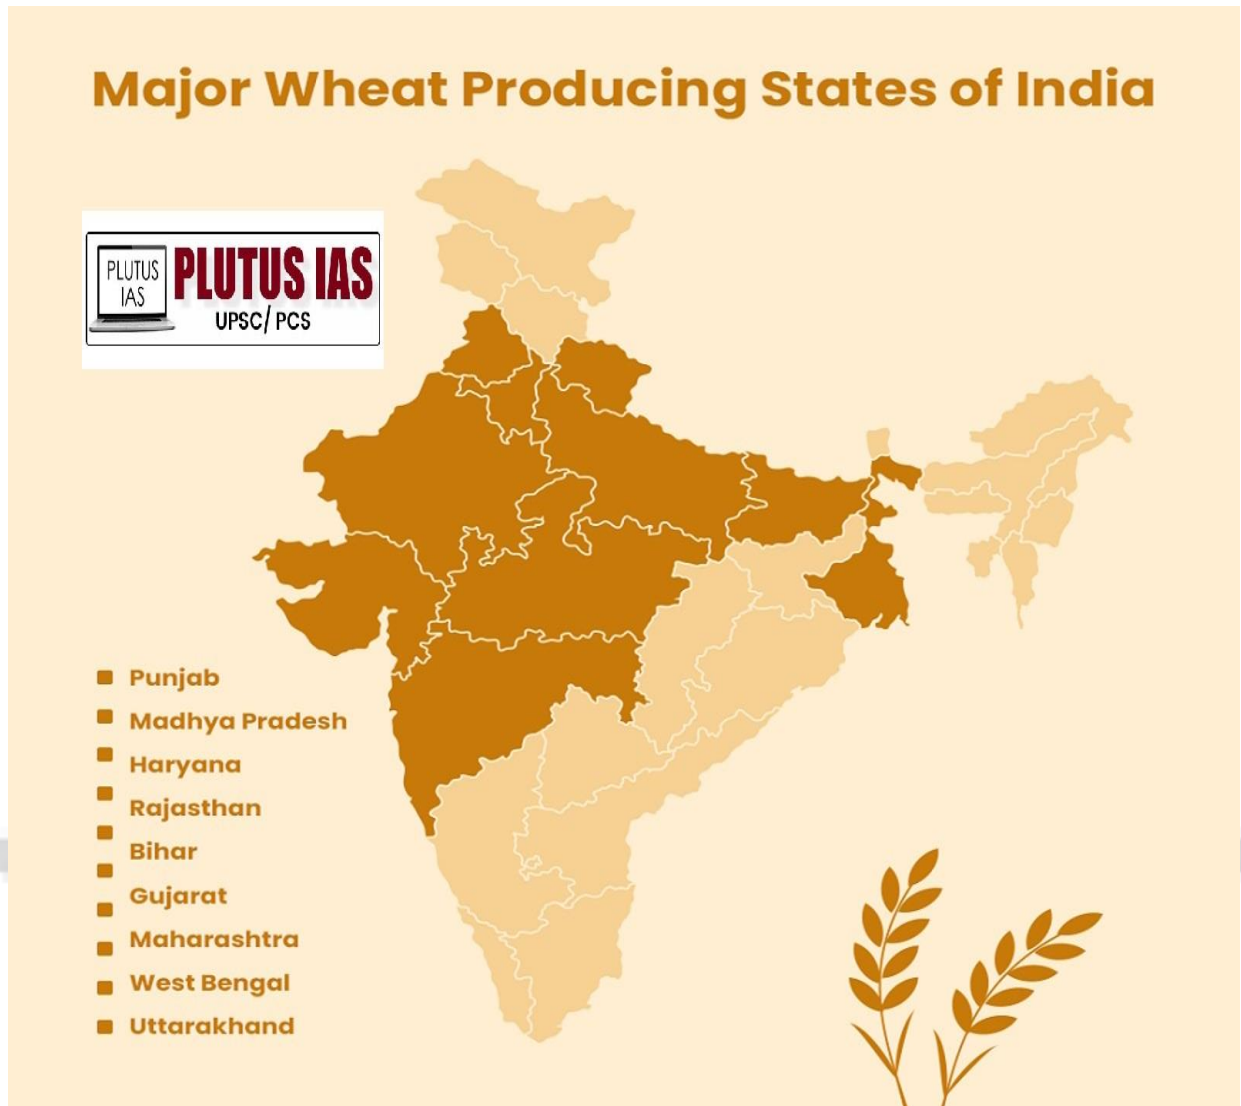 Major Wheat Producing States of India
PLUTUS
IAS
PLUTUS IAS
UPSC/ PCS
Punjab
Madhya Pradesh
Haryana
Rajasthan
Bihar
Gujarat
Maharashtra
West Bengal
Uttarakhand